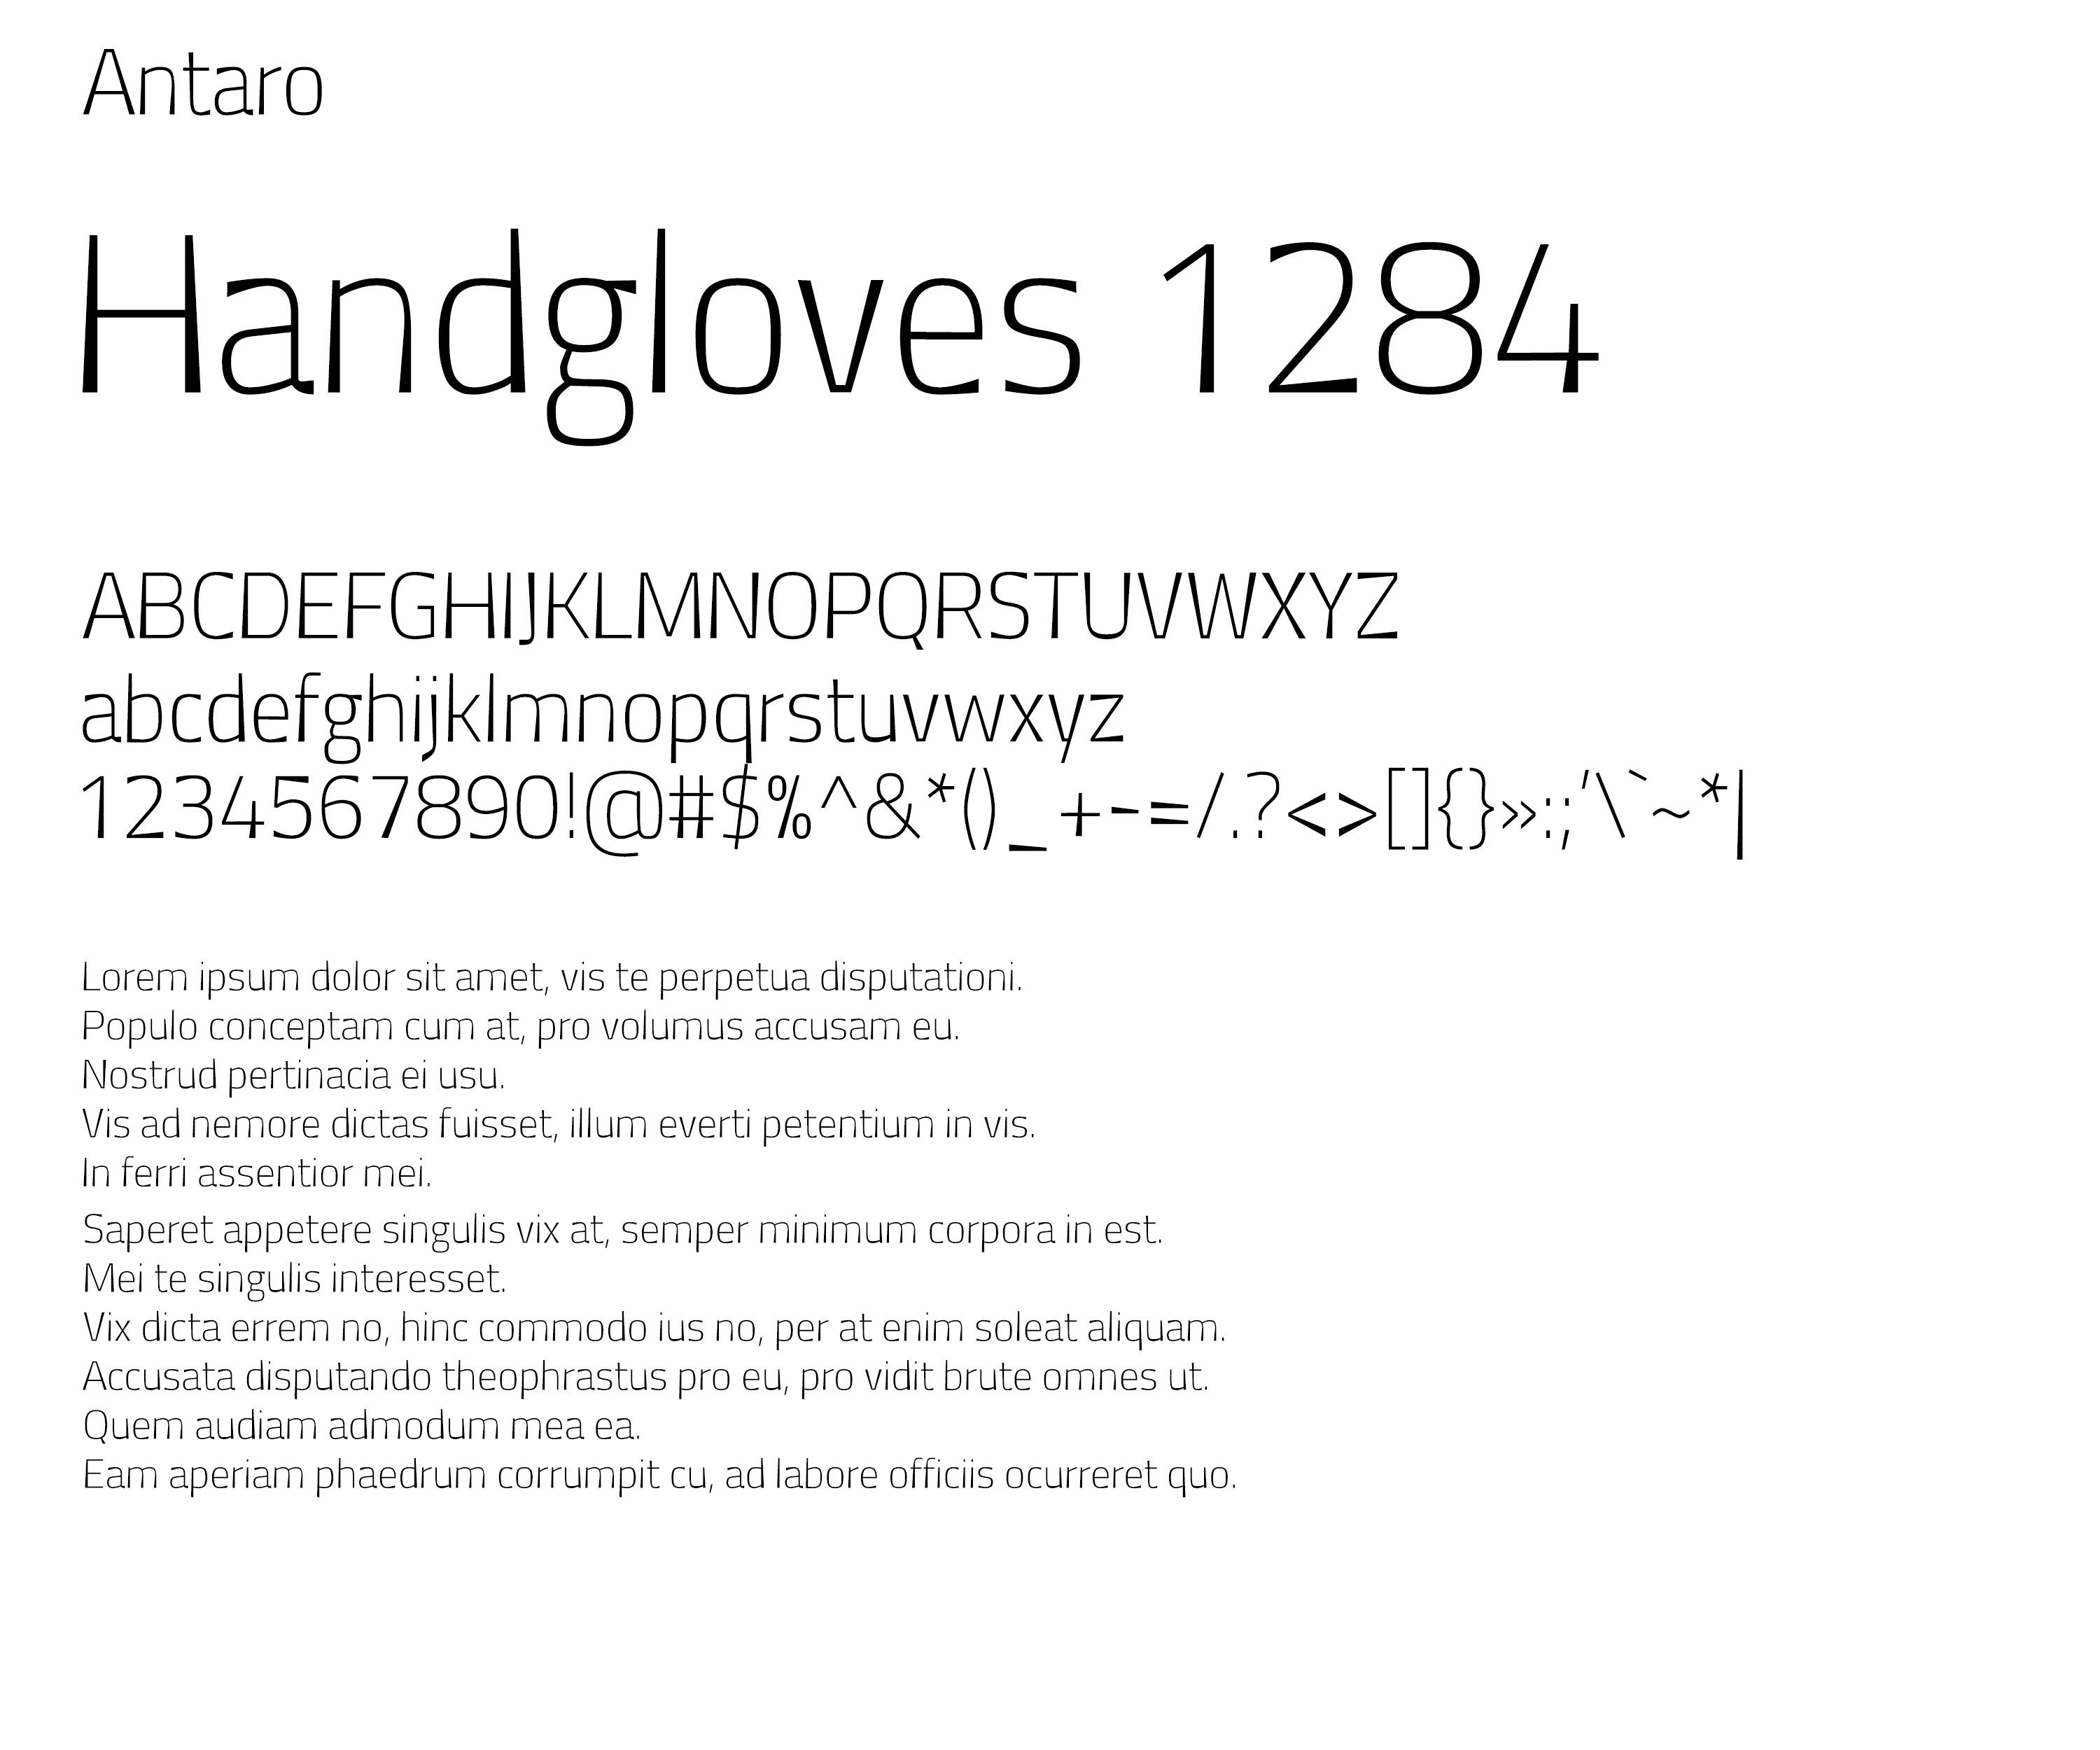 Antaro
Handgloves 1284
ABCDEFGHIJKLMNOPQRSTUVWXYZ
abcdefghijklmnopqrstuvwxyz
1234567890!@#$%^&*()_+-=/.?<>[]{}»:;'\`~*|
Lorem ipsum dolor sit amet, vis te perpetua disputationi.
Populo conceptam cum at, pro volumus accusam eu.
Nostrud pertinacia ei usu.
Vis ad nemore dictas fuisset, illum everti petentium in vis.
In ferri assentior mei.
Saperet appetere singulis vix at, semper minimum corpora in est.
Mei te singulis interesset.
Vix dicta errem no, hinc commodo ius no, per at enim soleat aliquam.
Accusata disputando theophrastus pro eu, pro vidit brute omnes ut.
Quem audiam admodum mea ea.
Eam aperiam phaedrum corrumpit cu, ad labore officiis ocurreret quo.